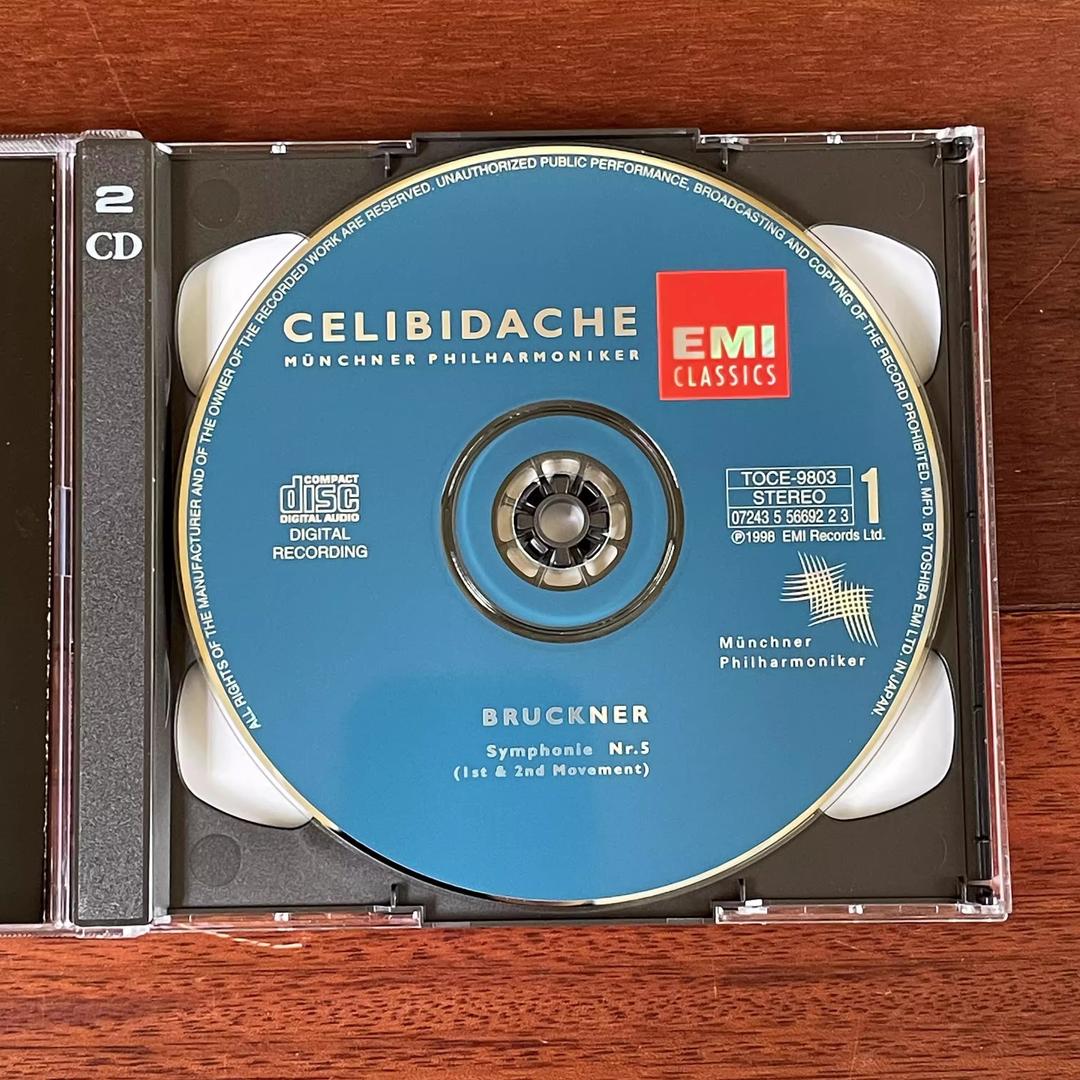 2
CD
ALL RIGHTS OF THE MANUFACTURER AND OF THE OWNER OF THE RECORDED WORK ARE RESERVED. UNAUTHORIZED PUBLIC PERFORMANCE, BROADCASTING AND COPYING OF THE RECORD PROHIBITED. MFD. BY TOSHIBA EMI LTD. IN JAPAN.
CELIBIDACHE
MÜNCHNER PHILHARMONIKER
EMI
CLASSICS
COMPACT
disc
DIGITAL AUDIO
DIGITAL
RECORDING
TOCE-9803
STEREO
07243 5 56692 2 3
1
Ⓟ1998 EMI Records Ltd.
Münchner
Philharmoniker
BRUCKNER
Symphonie Nr.5
(1st & 2nd Movement)